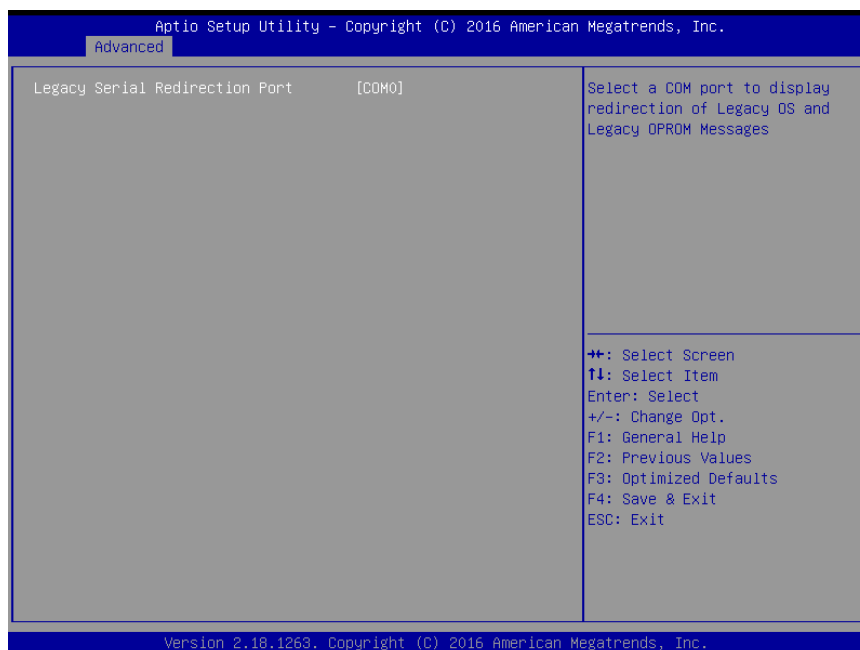 Aptio Setup Utility – Copyright (C) 2016 American Megatrends, Inc.
Advanced
Legacy Serial Redirection Port [COM0]
Select a COM port to display
redirection of Legacy OS and
Legacy OPROM Messages
→←: Select Screen
↑↓: Select Item
Enter: Select
+/-: Change Opt.
F1: General Help
F2: Previous Values
F3: Optimized Defaults
F4: Save & Exit
ESC: Exit
Version 2.18.1263. Copyright (C) 2016 American Megatrends, Inc.